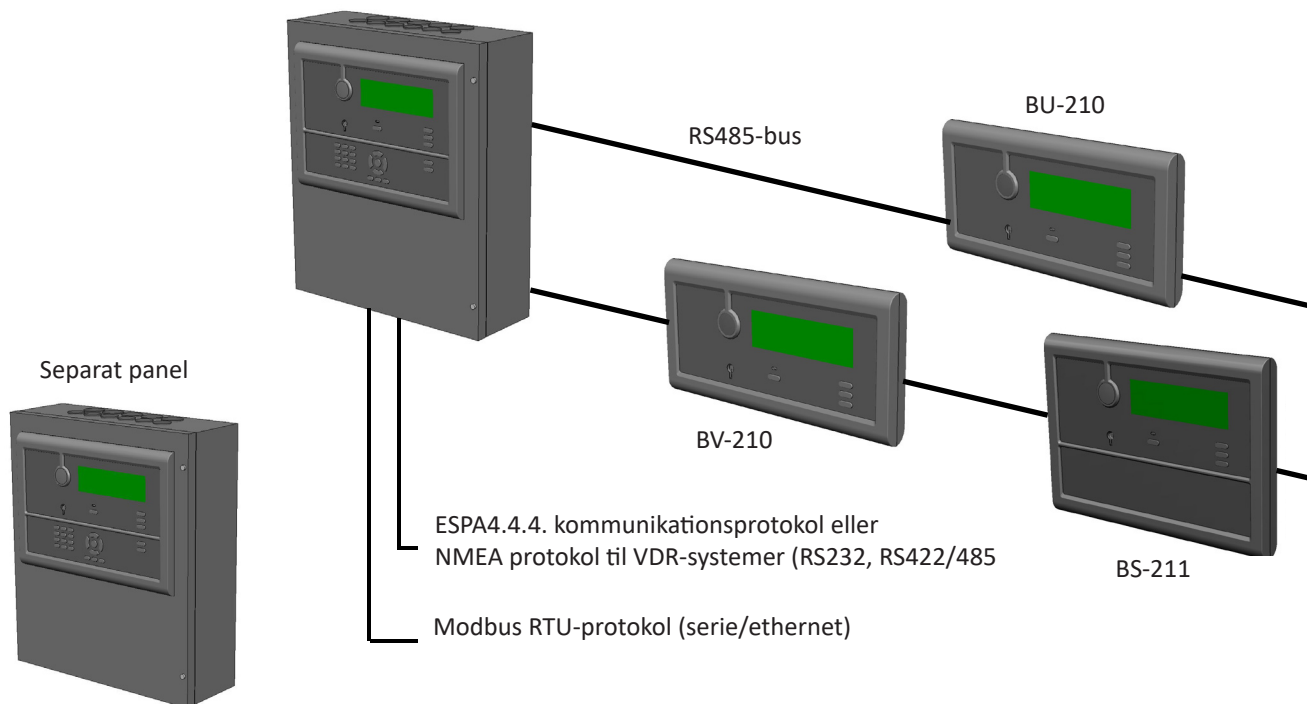 BU-210
RS485-bus
Separat panel
BV-210
BS-211
ESPA4.4.4. kommunikationsprotokol eller
NMEA protokol til VDR-systemer (RS232, RS422/485
Modbus RTU-protokol (serie/ethernet)